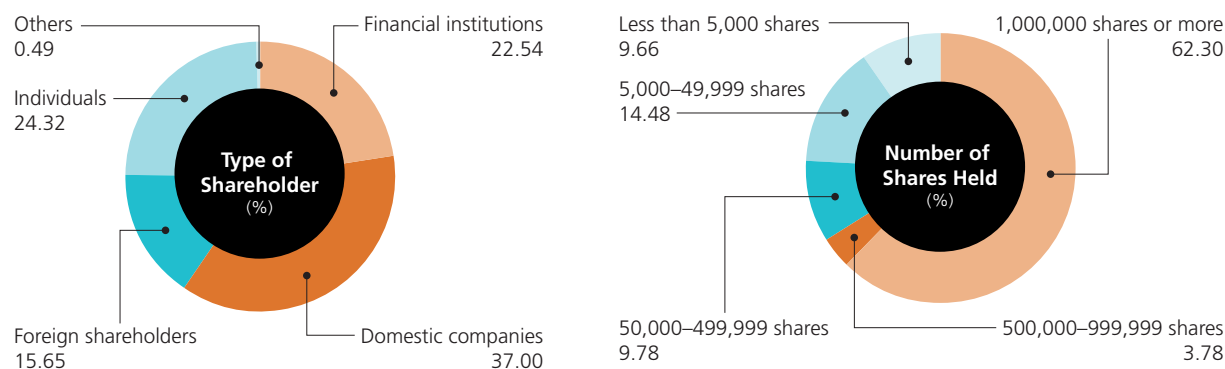 Others
0.49
Financial institutions
22.54
Individuals
24.32
Type of
Shareholder
(%)
Foreign shareholders
15.65
Domestic companies
37.00
Less than 5,000 shares
9.66
1,000,000 shares or more
62.30
5,000–49,999 shares
14.48
Number of
Shares Held
(%)
50,000–499,999 shares
9.78
500,000–999,999 shares
3.78